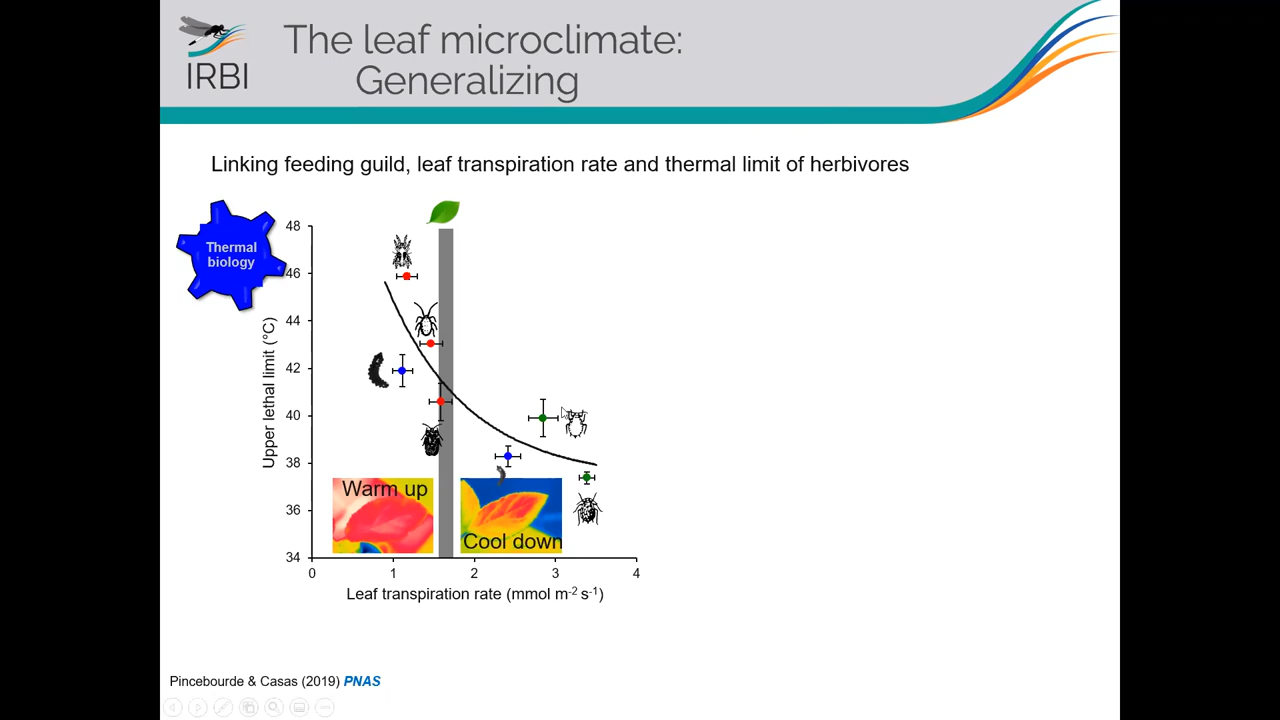 IRBI
The leaf microclimate:
Generalizing
Linking feeding guild, leaf transpiration rate and thermal limit of herbivores
Thermal
biology
Upper lethal limit (°C)
48
46
44
42
40
38
36
34
Warm up
Cool down
0 1 2 3 4
Leaf transpiration rate (mmol m⁻² s⁻¹)
Pincebourde & Casas (2019) PNAS